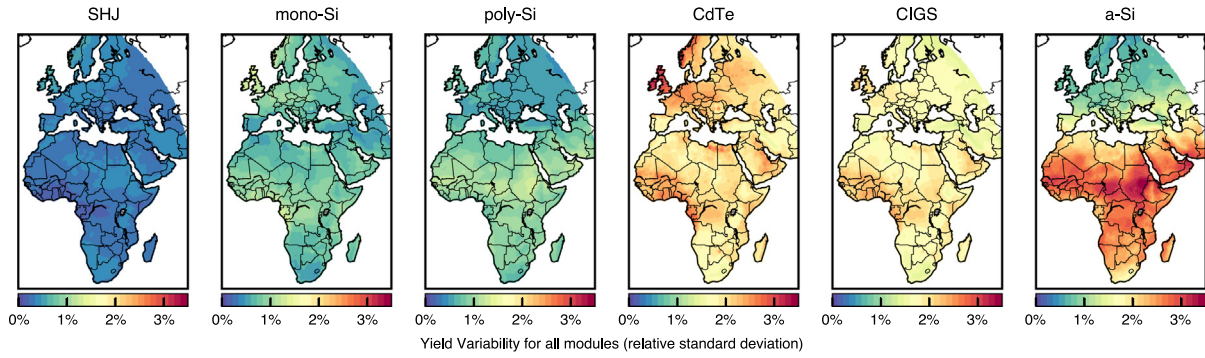 SHJ mono-Si poly-Si CdTe CIGS a-Si
0% 1% 2% 3% 0% 1% 2% 3% 0% 1% 2% 3% 0% 1% 2% 3% 0% 1% 2% 3% 0% 1% 2% 3%
Yield Variability for all modules (relative standard deviation)